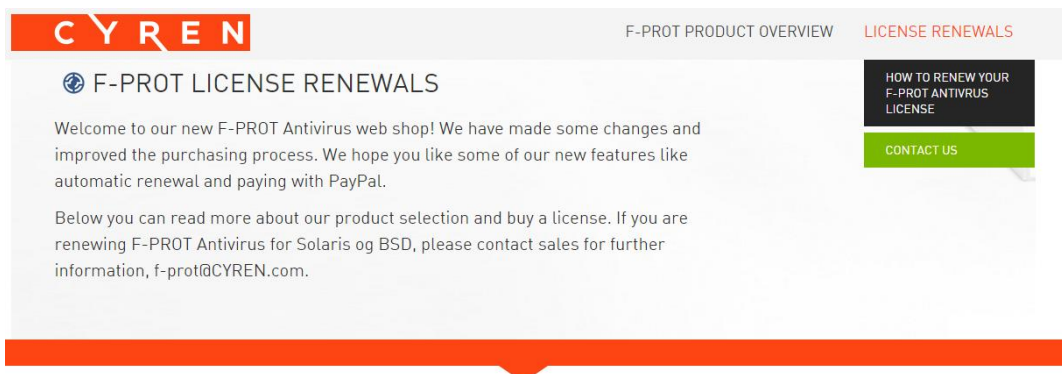 CYREN
F-PROT PRODUCT OVERVIEW
LICENSE RENEWALS
F-PROT LICENSE RENEWALS
HOW TO RENEW YOUR
F-PROT ANTIVRUS
LICENSE
CONTACT US
Welcome to our new F-PROT Antivirus web shop! We have made some changes and
improved the purchasing process. We hope you like some of our new features like
automatic renewal and paying with PayPal.
Below you can read more about our product selection and buy a license. If you are
renewing F-PROT Antivirus for Solaris og BSD, please contact sales for further
information, f-prot@CYREN.com.